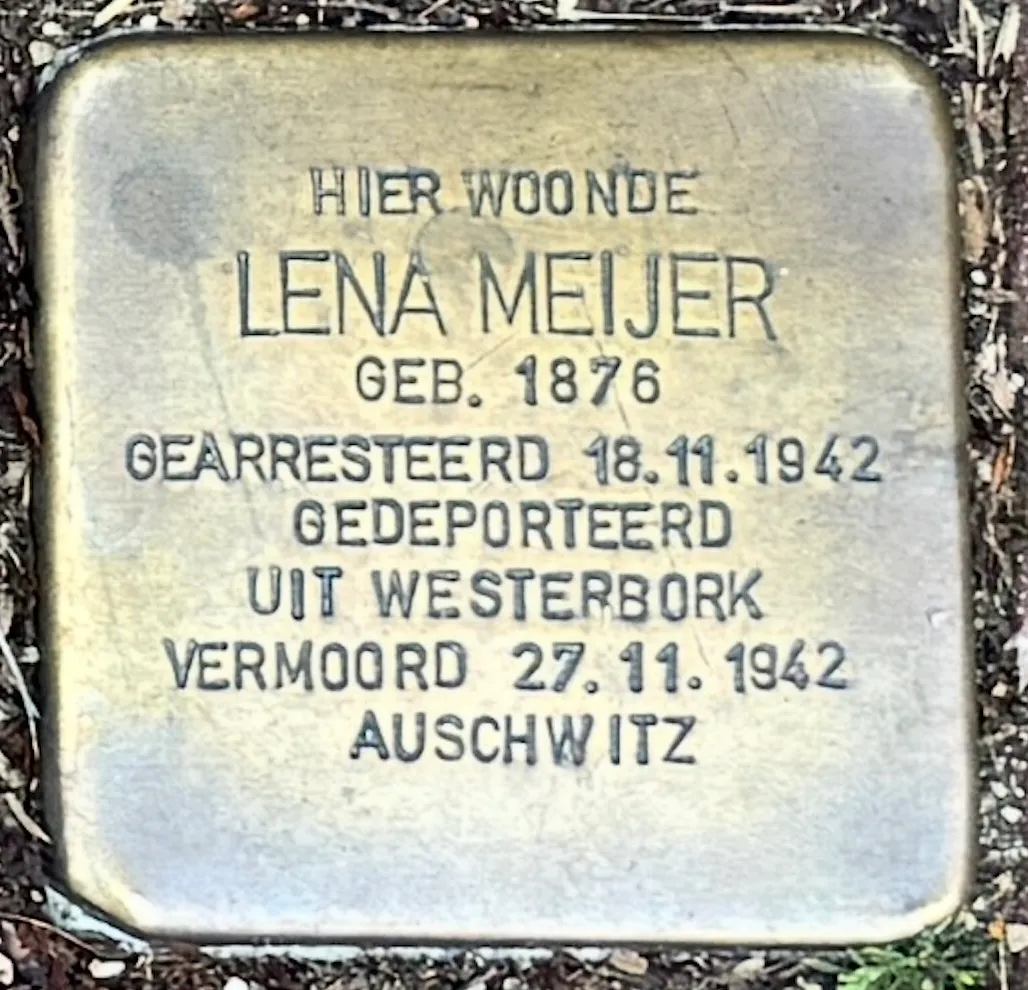 HIER WOONDE
LENA MEIJER
GEB. 1876
GEARRESTEERD 18.11.1942
GEDEPORTEERD
UIT WESTERBORK
VERMOORD 27.11.1942
AUSCHWITZ